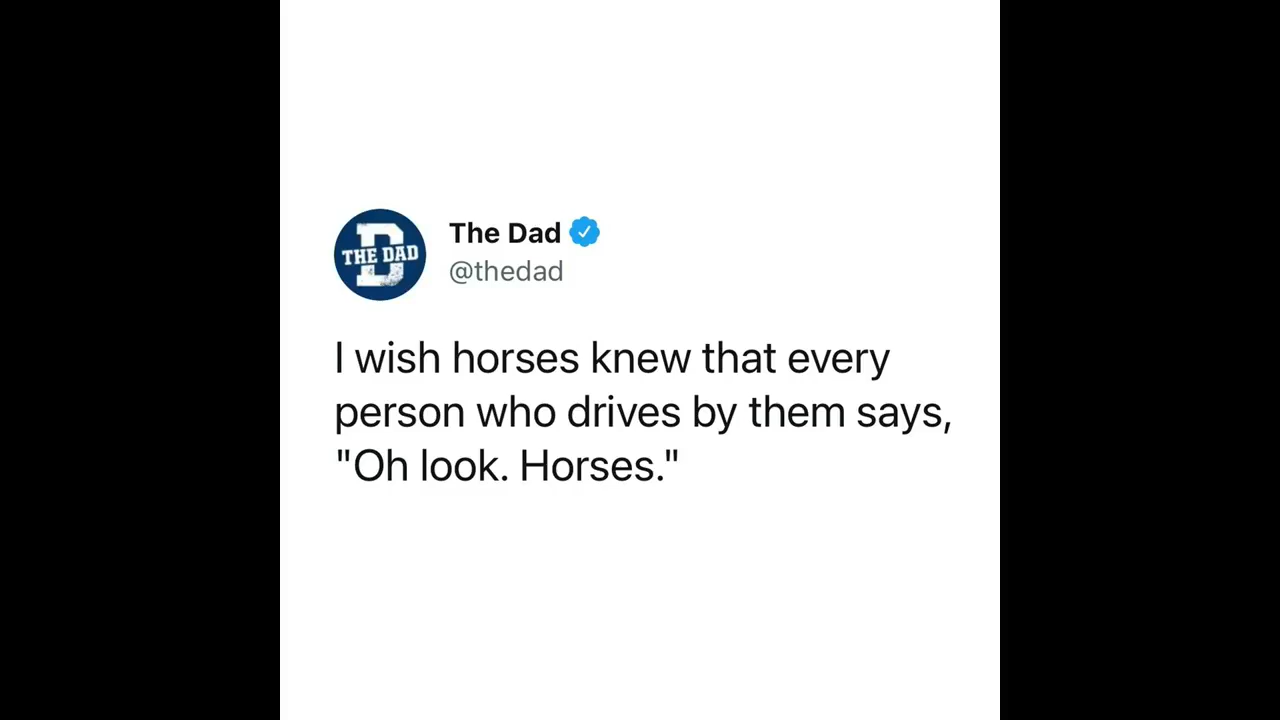 THE DAD
The Dad
@thedad
I wish horses knew that every
person who drives by them says,
"Oh look. Horses."